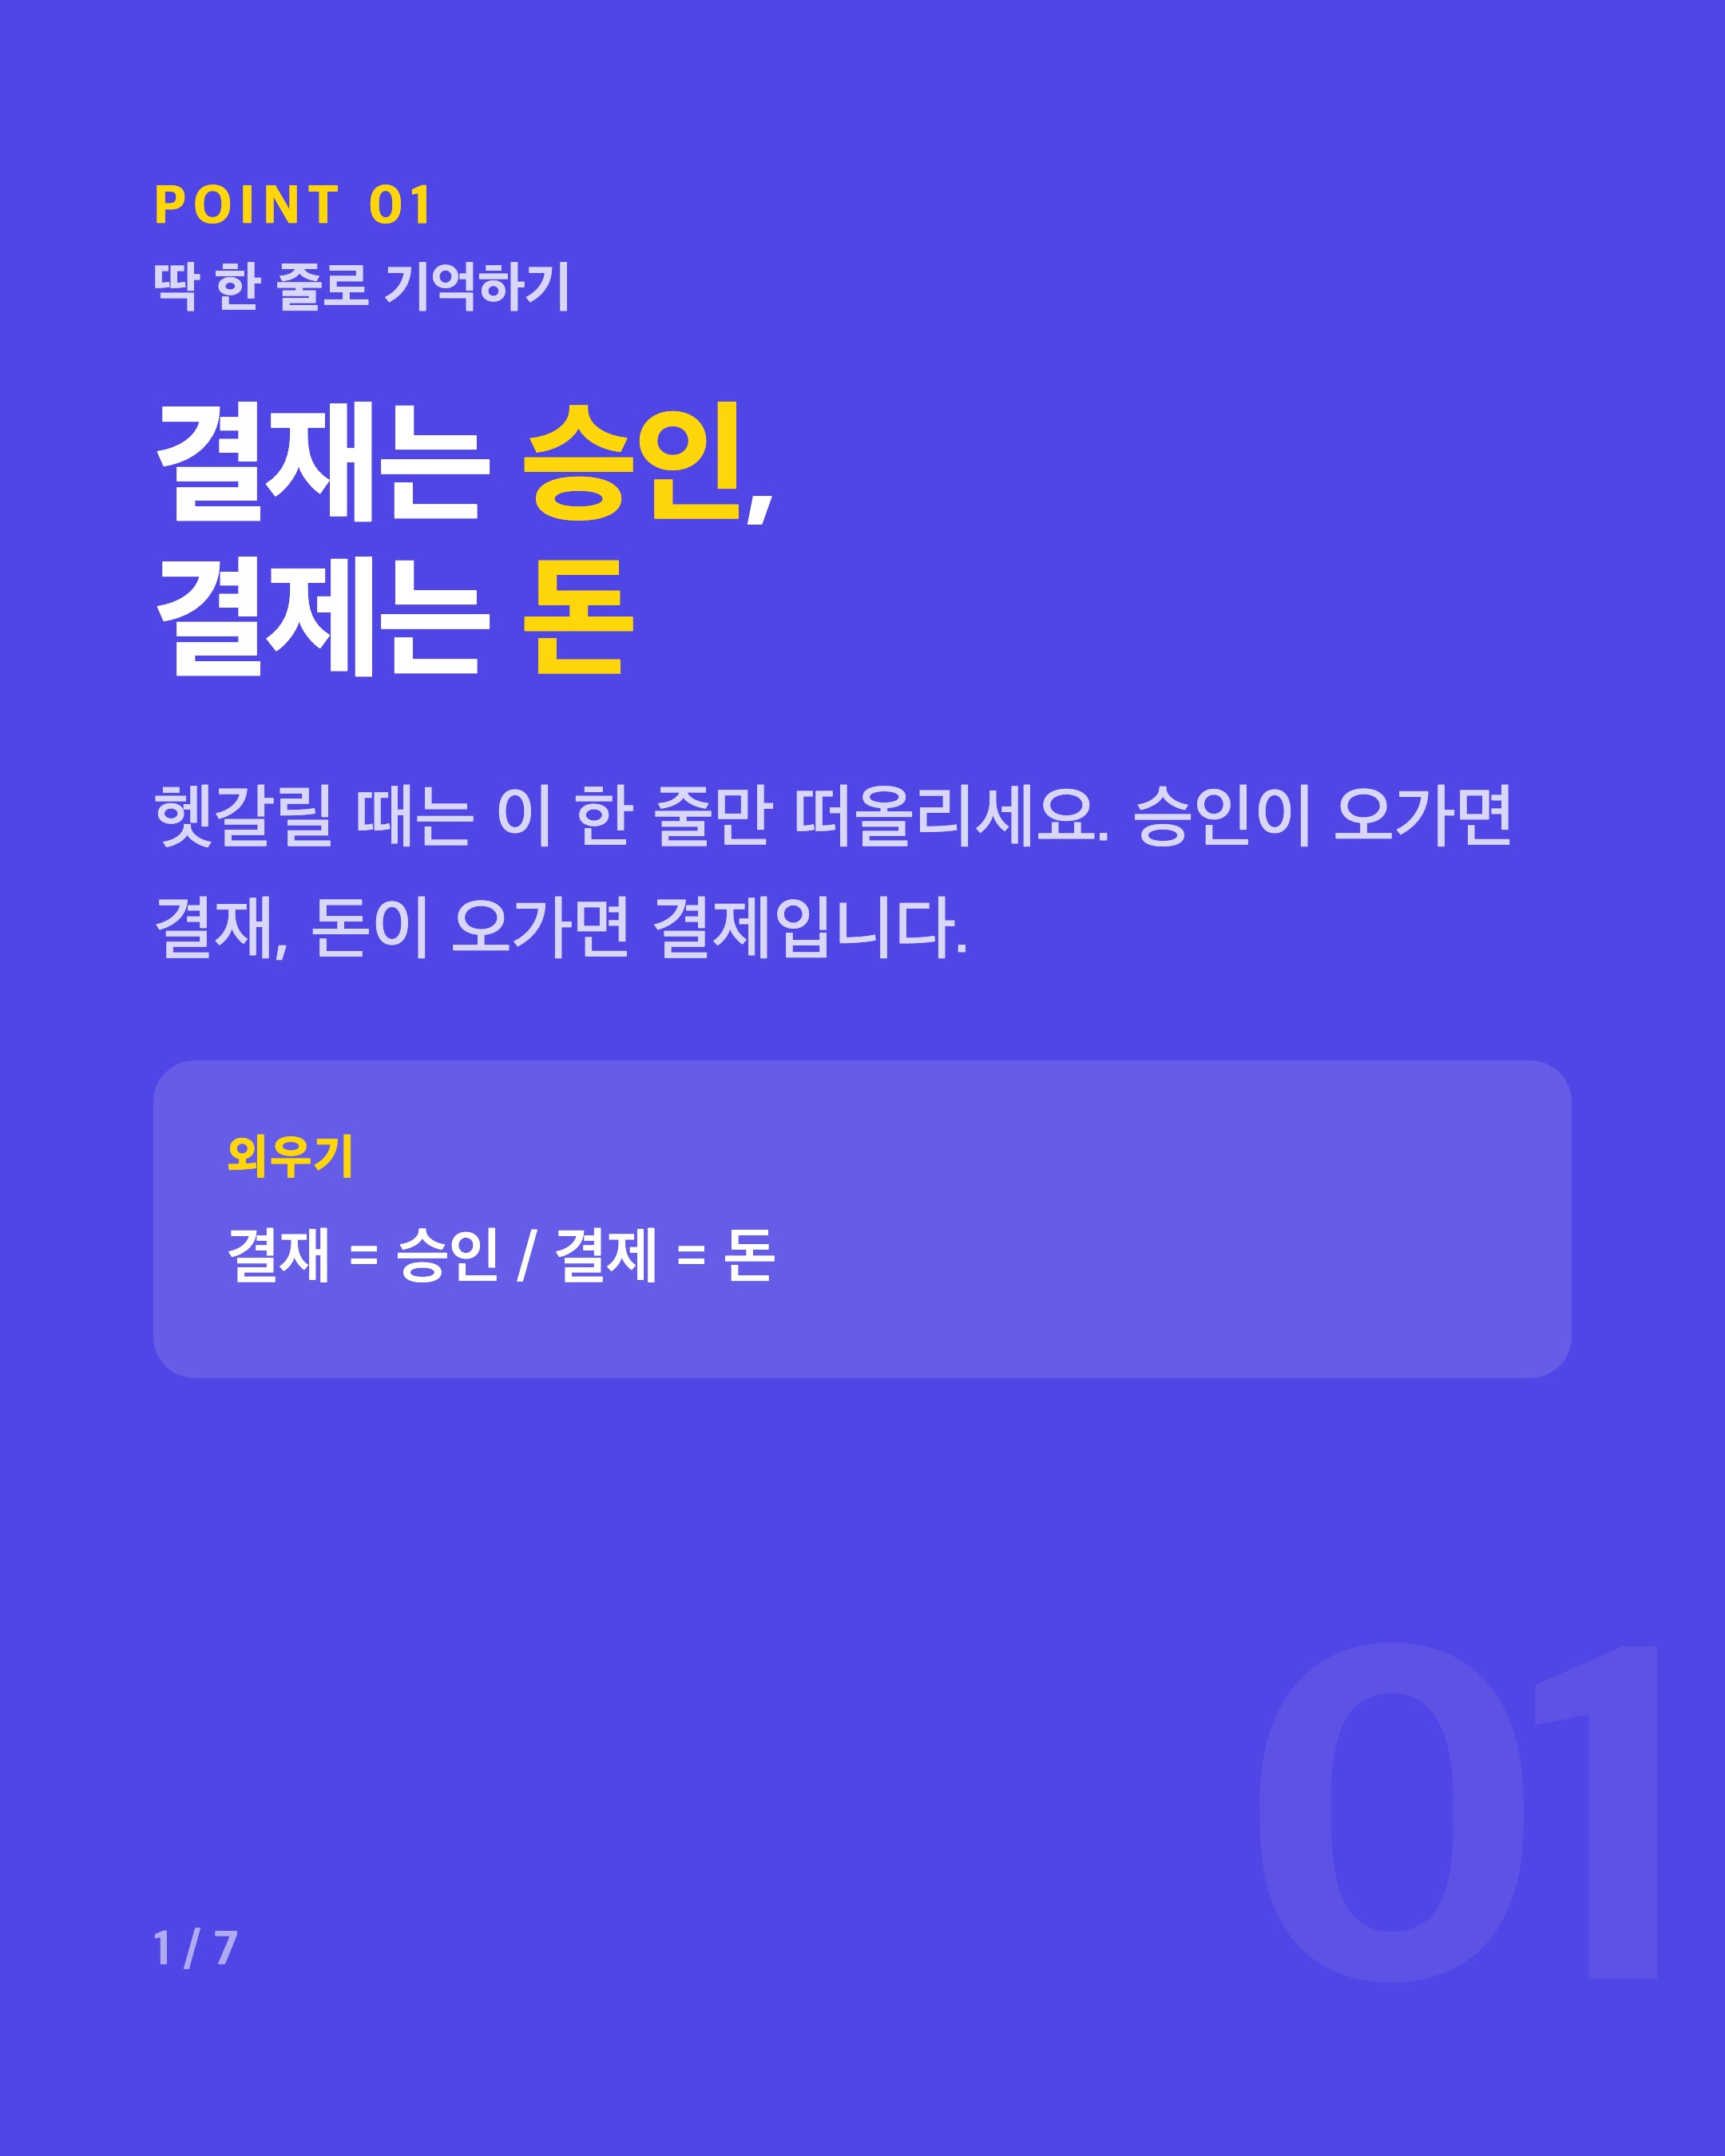 POINT 01
딱 한 줄로 기억하기
결재는 승인,
결제는 돈
헷갈릴 때는 이 한 줄만 떠올리세요. 승인이 오가면
결재, 돈이 오가면 결제입니다.
외우기
결재 = 승인 / 결제 = 돈
01
1 / 7